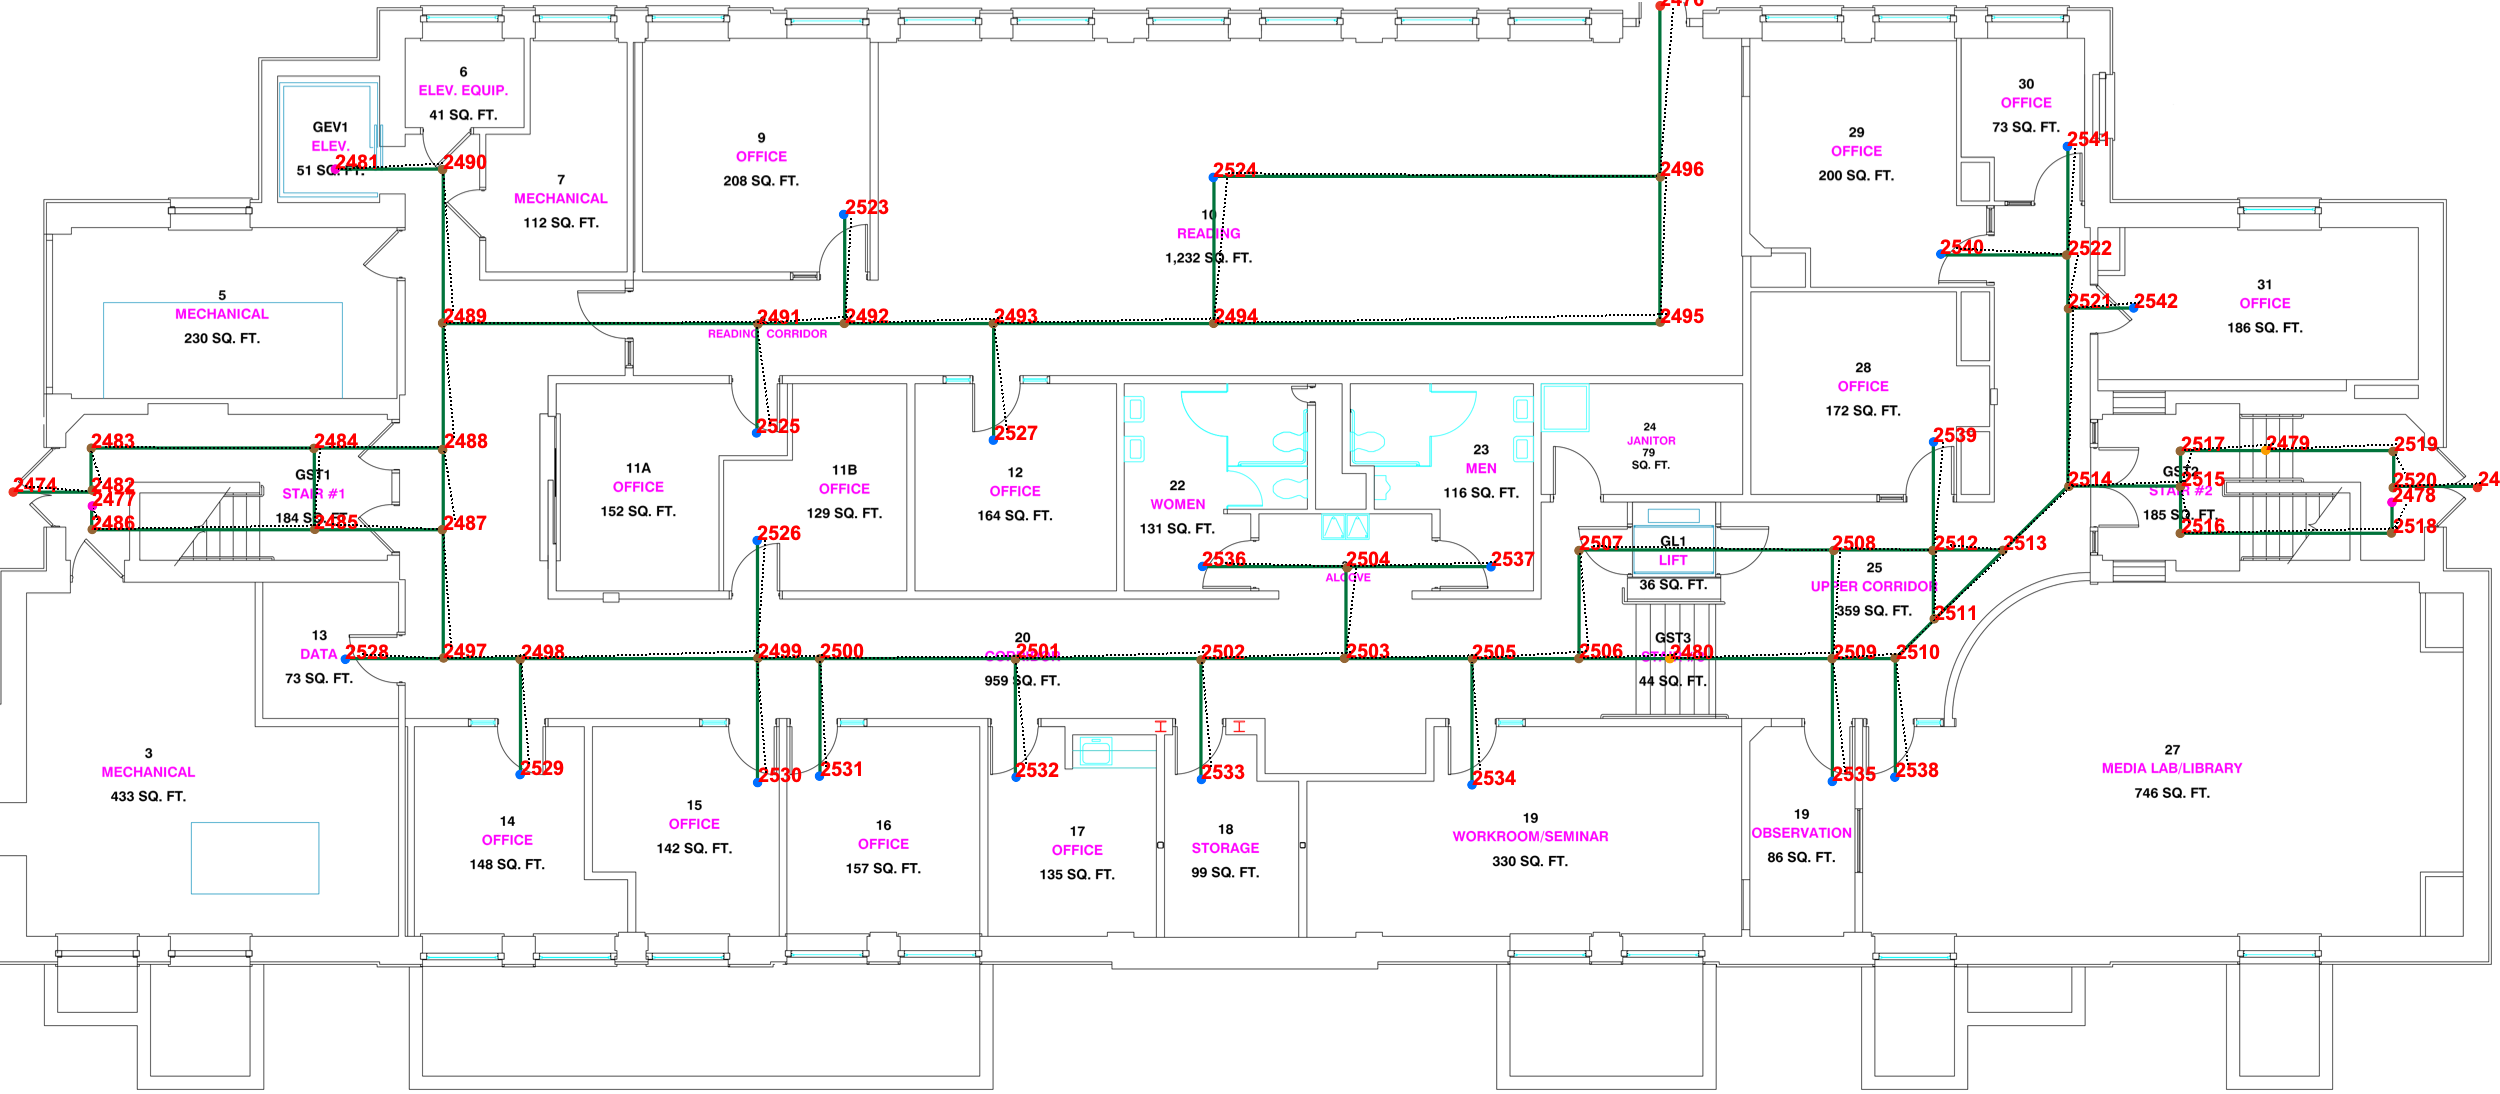 2476
6
ELEV. EQUIP.
41 SQ. FT.
GEV1
ELEV.
51 SQ. FT.
2481
2490
7
MECHANICAL
112 SQ. FT.
9
OFFICE
208 SQ. FT.
2523
2524
10
READING
1,232 SQ. FT.
2496
29
OFFICE
200 SQ. FT.
30
OFFICE
73 SQ. FT.
2541
2540
2522
5
MECHANICAL
230 SQ. FT.
2489
2491
READING CORRIDOR
2492
2493
2494
2495
2521
2542
31
OFFICE
186 SQ. FT.
28
OFFICE
172 SQ. FT.
2483
2484
2488
2525
2527
2539
2517
2479
2519
GST1
STAIR #1
184 SQ. FT.
2474
2482
2477
2486
2485
2487
11A
OFFICE
152 SQ. FT.
11B
OFFICE
129 SQ. FT.
12
OFFICE
164 SQ. FT.
22
WOMEN
131 SQ. FT.
23
MEN
116 SQ. FT.
24
JANITOR
79
SQ. FT.
2514
GST2
2515
STAIR #2
185 SQ. FT.
2520
24
2478
2516
2518
2526
2536
2504
ALCOVE
2537
2507
GL1
LIFT
36 SQ. FT.
2508
2512
2513
25
UPPER CORRIDOR
359 SQ. FT.
2511
13
DATA
73 SQ. FT.
2528
2497
2498
2499
2500
20
CORRIDOR
959 SQ. FT.
2501
2502
2503
2505
2506
GST3
2480
44 SQ. FT.
2509
2510
3
MECHANICAL
433 SQ. FT.
2529
2530
2531
2532
2533
2534
2535
2538
27
MEDIA LAB/LIBRARY
746 SQ. FT.
14
OFFICE
148 SQ. FT.
15
OFFICE
142 SQ. FT.
16
OFFICE
157 SQ. FT.
17
OFFICE
135 SQ. FT.
18
STORAGE
99 SQ. FT.
19
WORKROOM/SEMINAR
330 SQ. FT.
19
OBSERVATION
86 SQ. FT.